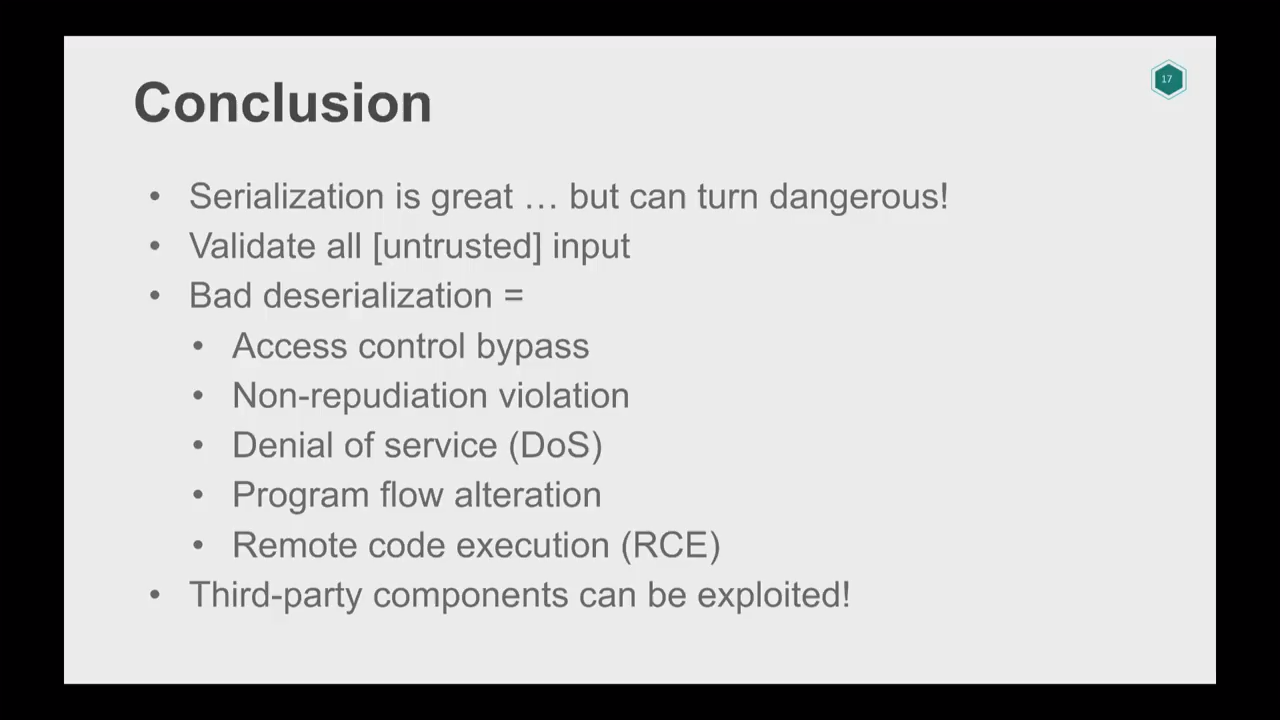 Conclusion
17
• Serialization is great … but can turn dangerous!
• Validate all [untrusted] input
• Bad deserialization =
• Access control bypass
• Non-repudiation violation
• Denial of service (DoS)
• Program flow alteration
• Remote code execution (RCE)
• Third-party components can be exploited!